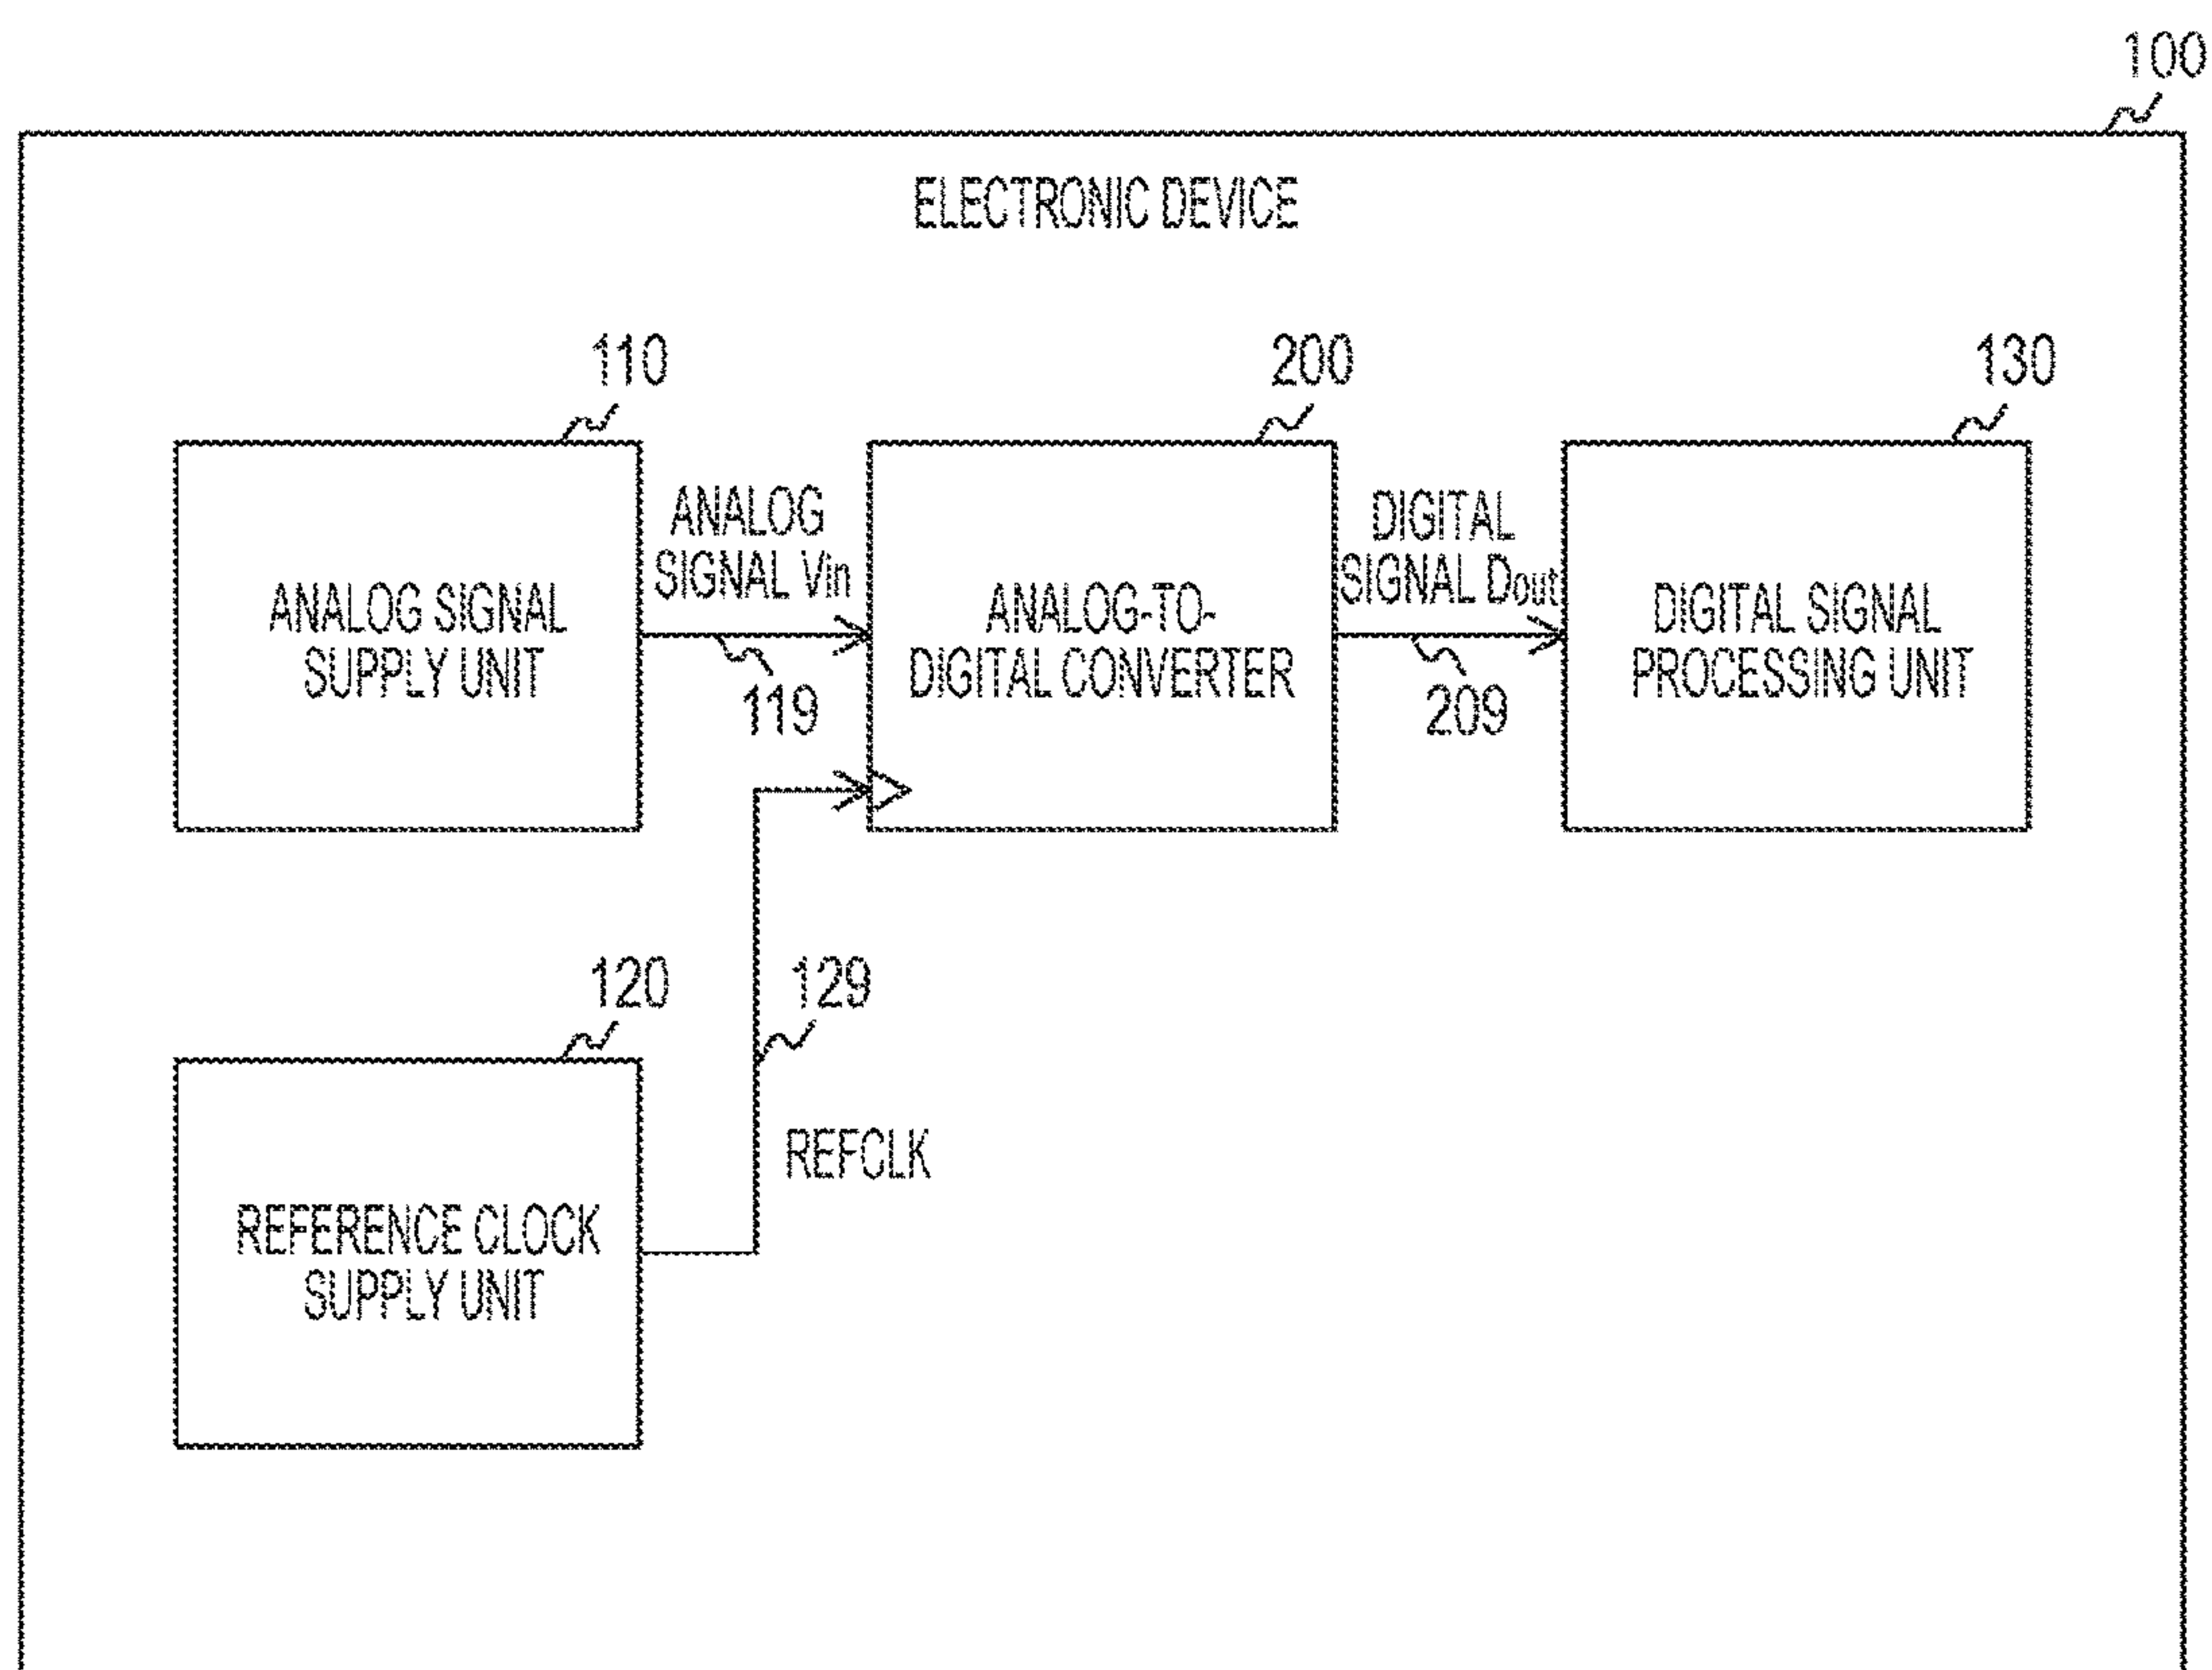 100
ELECTRONIC DEVICE
110
200
130
ANALOG SIGNAL
SUPPLY UNIT
ANALOG
SIGNAL Vin
119
ANALOG-TO-
DIGITAL CONVERTER
DIGITAL
SIGNAL Dout
209
DIGITAL SIGNAL
PROCESSING UNIT
120
129
REFCLK
REFERENCE CLOCK
SUPPLY UNIT